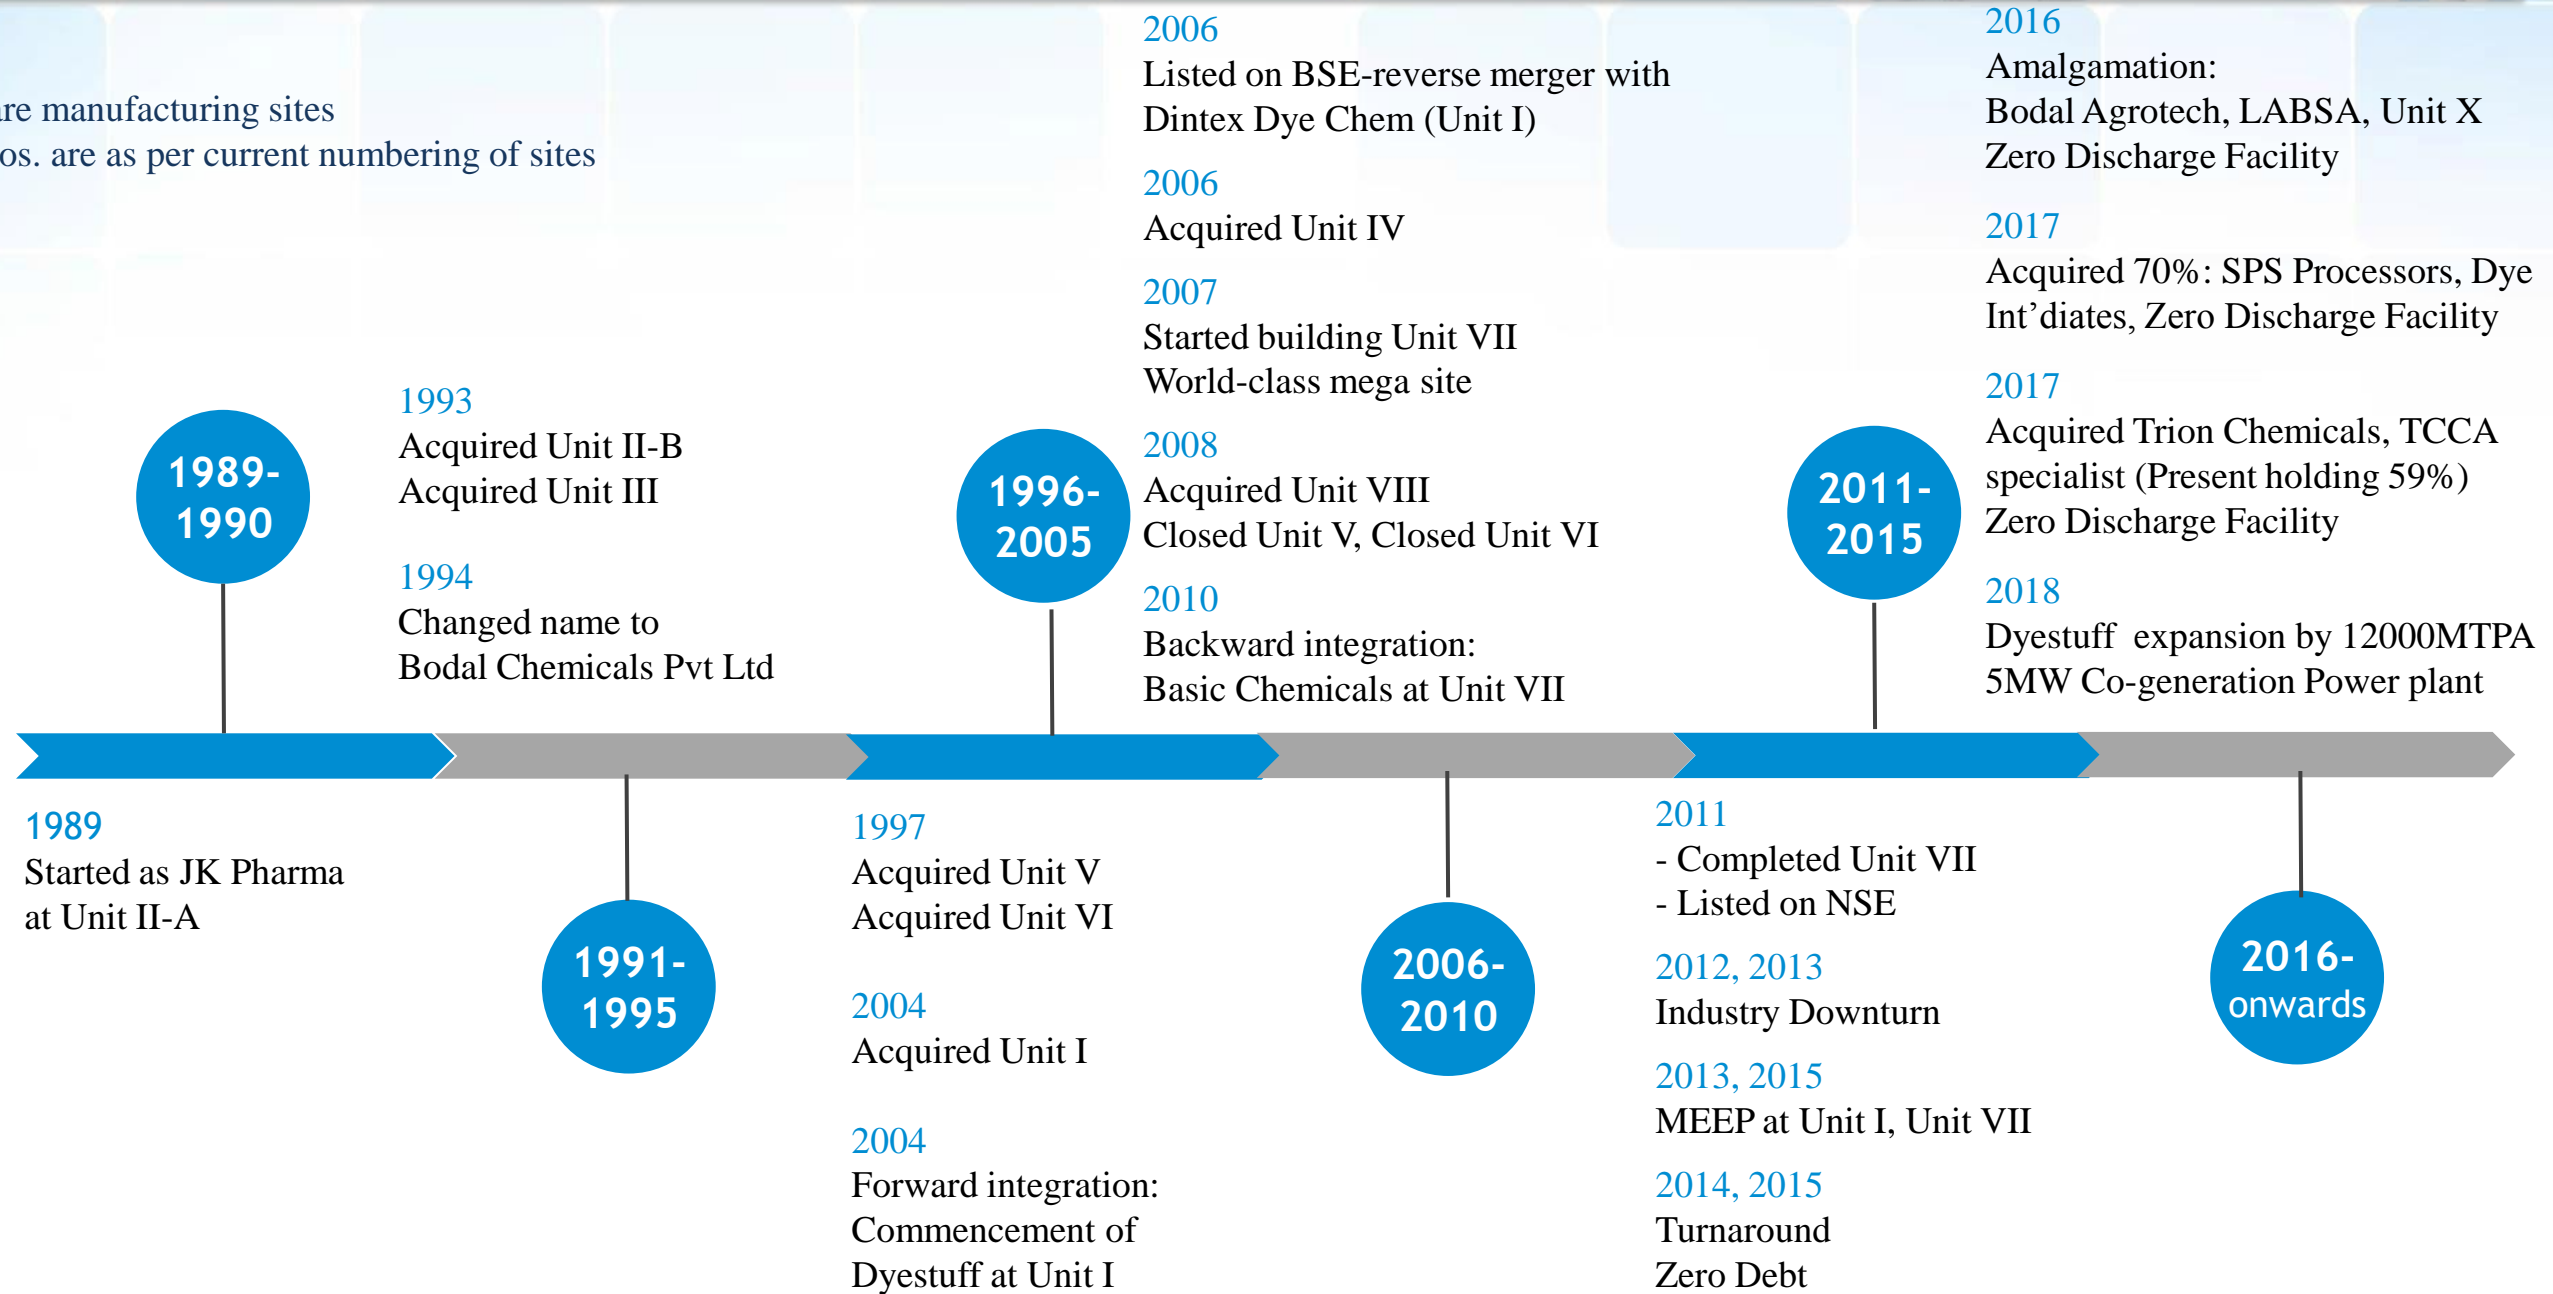 are manufacturing sites
os. are as per current numbering of sites
1989-
1990
1989
Started as JK Pharma
at Unit II-A
1993
Acquired Unit II-B
Acquired Unit III
1994
Changed name to
Bodal Chemicals Pvt Ltd
1991-
1995
1996-
2005
1997
Acquired Unit V
Acquired Unit VI
2004
Acquired Unit I
2004
Forward integration:
Commencement of
Dyestuff at Unit I
2006
Listed on BSE-reverse merger with
Dintex Dye Chem (Unit I)
2006
Acquired Unit IV
2007
Started building Unit VII
World-class mega site
2008
Acquired Unit VIII
Closed Unit V, Closed Unit VI
2010
Backward integration:
Basic Chemicals at Unit VII
2006-
2010
2011-
2015
2011
- Completed Unit VII
- Listed on NSE
2012, 2013
Industry Downturn
2013, 2015
MEEP at Unit I, Unit VII
2014, 2015
Turnaround
Zero Debt
2016
Amalgamation:
Bodal Agrotech, LABSA, Unit X
Zero Discharge Facility
2017
Acquired 70%: SPS Processors, Dye
Int’diates, Zero Discharge Facility
2017
Acquired Trion Chemicals, TCCA
specialist (Present holding 59%)
Zero Discharge Facility
2018
Dyestuff expansion by 12000MTPA
5MW Co-generation Power plant
2016-
onwards